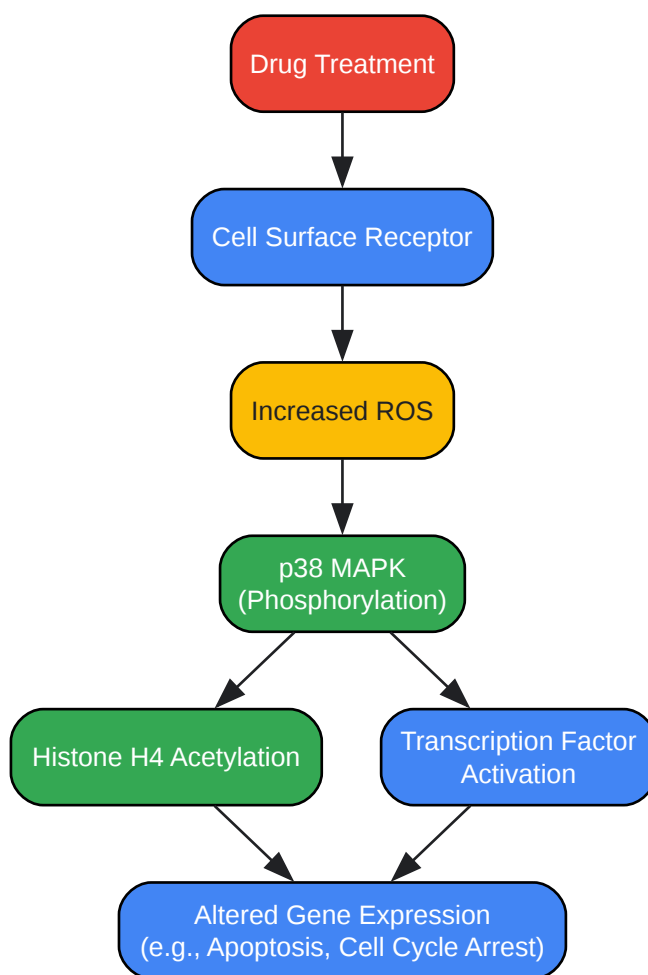 Drug Treatment
Cell Surface Receptor
Increased ROS
p38 MAPK
(Phosphorylation)
Histone H4 Acetylation
Transcription Factor
Activation
Altered Gene Expression
(e.g., Apoptosis, Cell Cycle Arrest)